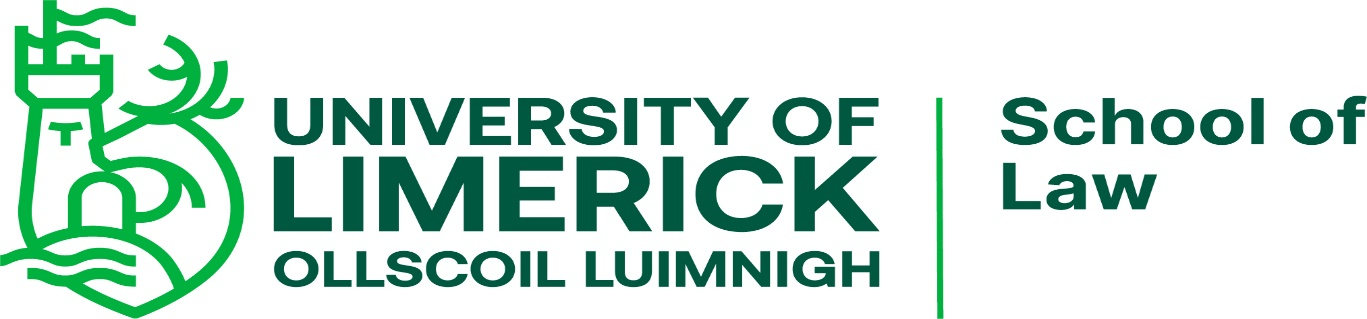 UNIVERSITY OF
LIMERICK
OLLSCOIL LUIMNIGH
School of
Law